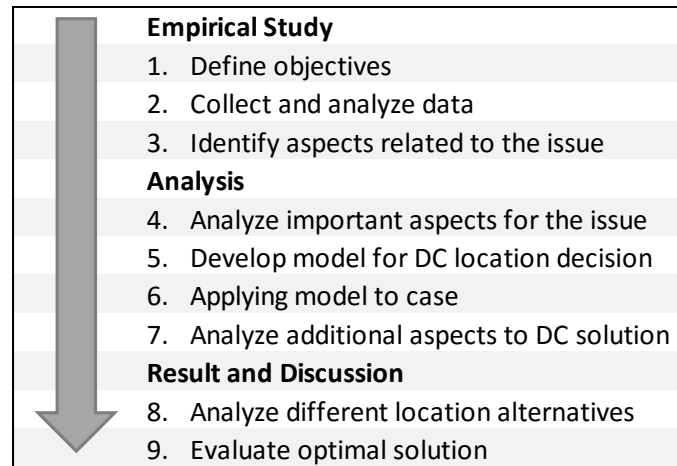 Empirical Study
1. Define objectives
2. Collect and analyze data
3. Identify aspects related to the issue
Analysis
4. Analyze important aspects for the issue
5. Develop model for DC location decision
6. Applying model to case
7. Analyze additional aspects to DC solution
Result and Discussion
8. Analyze different location alternatives
9. Evaluate optimal solution